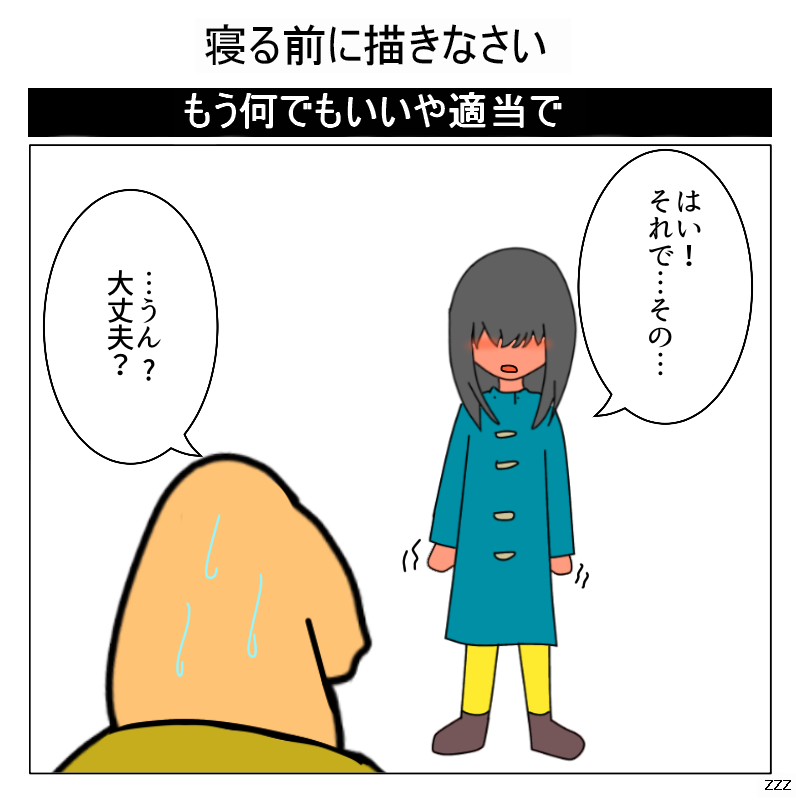 寝る前に描きなさい
もう何でもいいや適当で
はい！
それで…その…
…うん？
大丈夫？
zzz